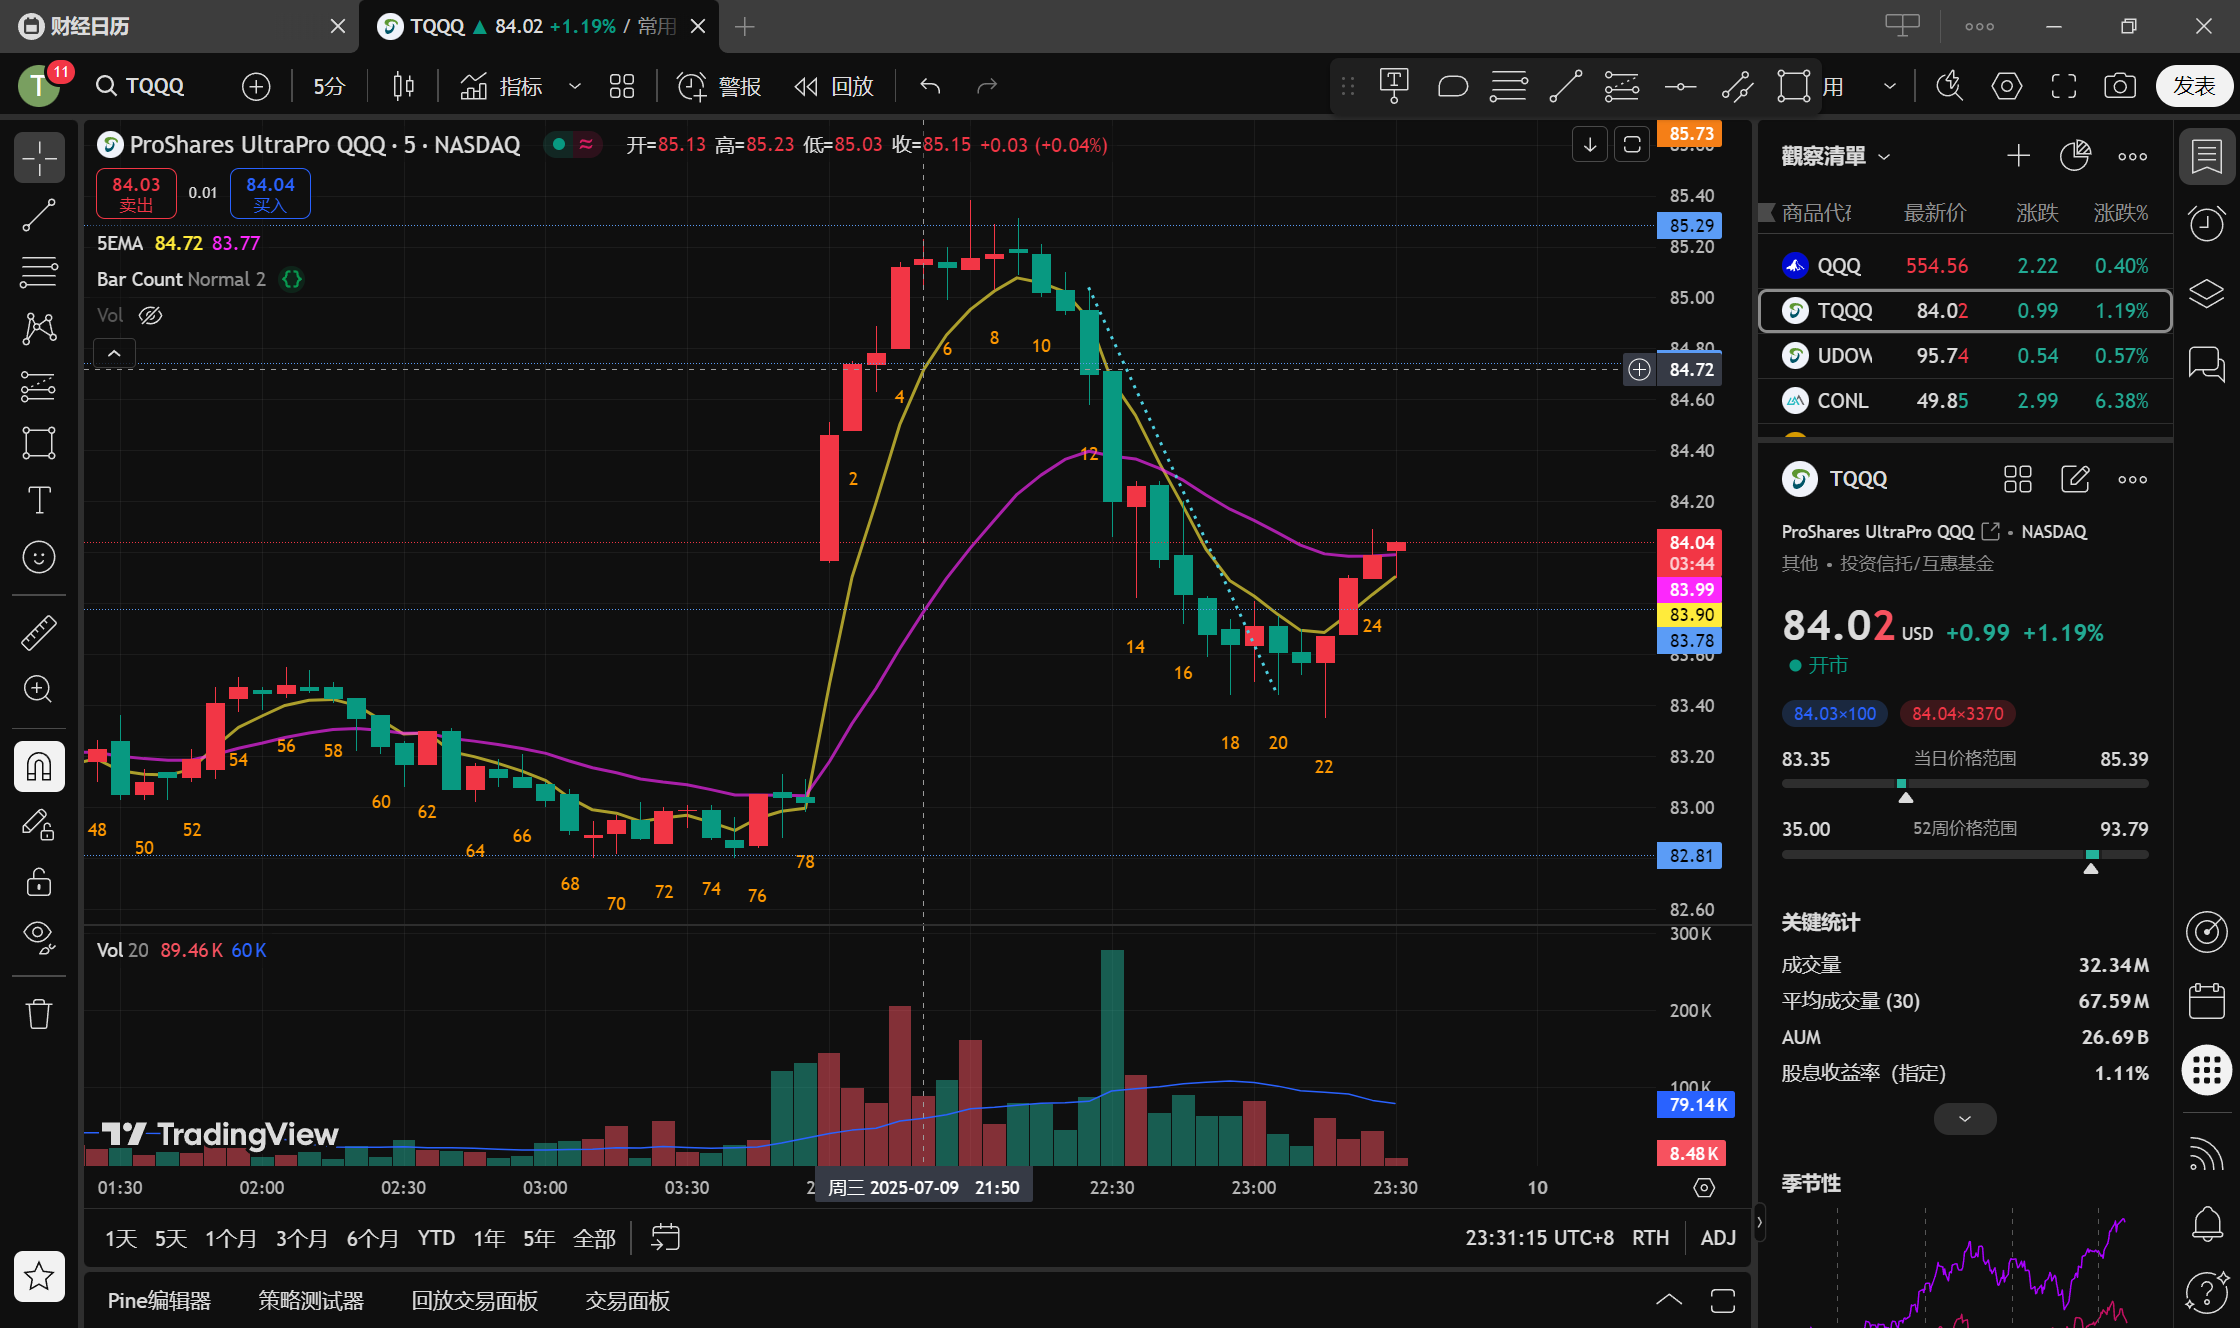 财经日历
TQQQ ▲ 84.02 +1.19% / 常用
T
11
TQQQ
5分
指标
警报
回放
用
发表
ProShares UltraPro QQQ · 5 · NASDAQ
开=85.13 高=85.23 低=85.03 收=85.15 +0.03 (+0.04%)
84.03
卖出
0.01
84.04
买入
5EMA 84.72 83.77
Bar Count Normal 2
Vol
2
4
6
8
10
12
14
16
18
20
22
24
48
50
52
54
56
58
60
62
64
66
68
70
72
74
76
78
85.73
85.40
85.29
85.20
85.00
84.80
84.72
84.60
84.40
84.20
84.04
03:44
83.99
83.90
83.78
83.60
83.40
83.20
83.00
82.81
82.60
Vol 20 89.46K 60K
300K
200K
100K
79.14K
8.48K
TradingView
01:30
02:00
02:30
03:00
03:30
周三 2025-07-09 21:50
22:30
23:00
23:30
10
1天 5天 1个月 3个月 6个月 YTD 1年 5年 全部
23:31:15 UTC+8 RTH ADJ
Pine编辑器 策略测试器 回放交易面板 交易面板
觀察清單
商品代 最新价 涨跌 涨跌%
QQQ 554.56 2.22 0.40%
TQQQ 84.02 0.99 1.19%
UDOW 95.74 0.54 0.57%
CONL 49.85 2.99 6.38%
TQQQ
ProShares UltraPro QQQ • NASDAQ
其他 • 投资信托/互惠基金
84.02 USD +0.99 +1.19%
开市
84.03×100 84.04×3370
83.35 当日价格范围 85.39
35.00 52周价格范围 93.79
关键统计
成交量 32.34M
平均成交量 (30) 67.59M
AUM 26.69B
股息收益率（指定） 1.11%
季节性